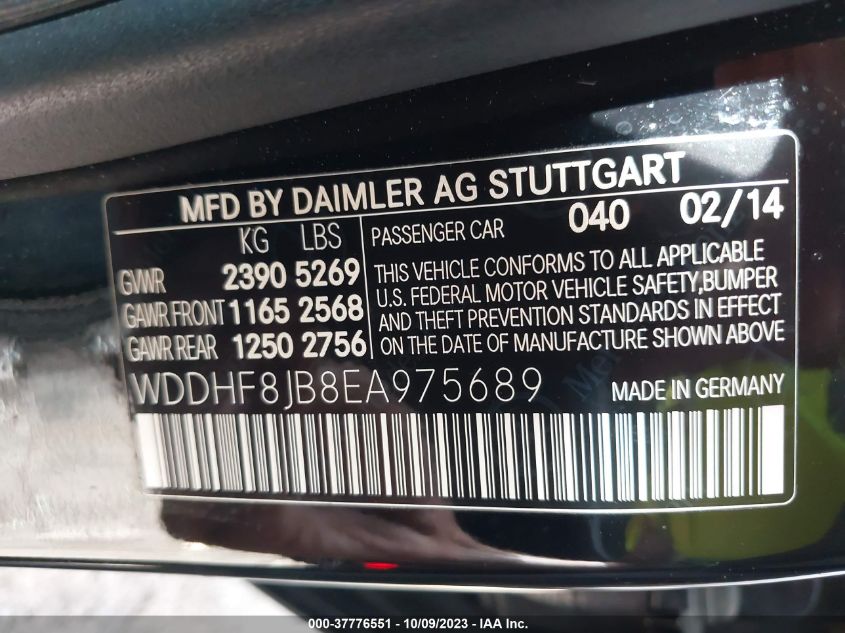 MFD BY DAIMLER AG STUTTGART
KG LBS PASSENGER CAR 040 02/14
GVWR 2390 5269 THIS VEHICLE CONFORMS TO ALL APPLICABLE
GAWR FRONT 1165 2568 U.S. FEDERAL MOTOR VEHICLE SAFETY,BUMPER
AND THEFT PREVENTION STANDARDS IN EFFECT
GAWR REAR 1250 2756 ON THE DATE OF MANUFACTURE SHOWN ABOVE
WDDHF8JB8EA975689 MADE IN GERMANY
000-37776551 - 10/09/2023 - IAA Inc.